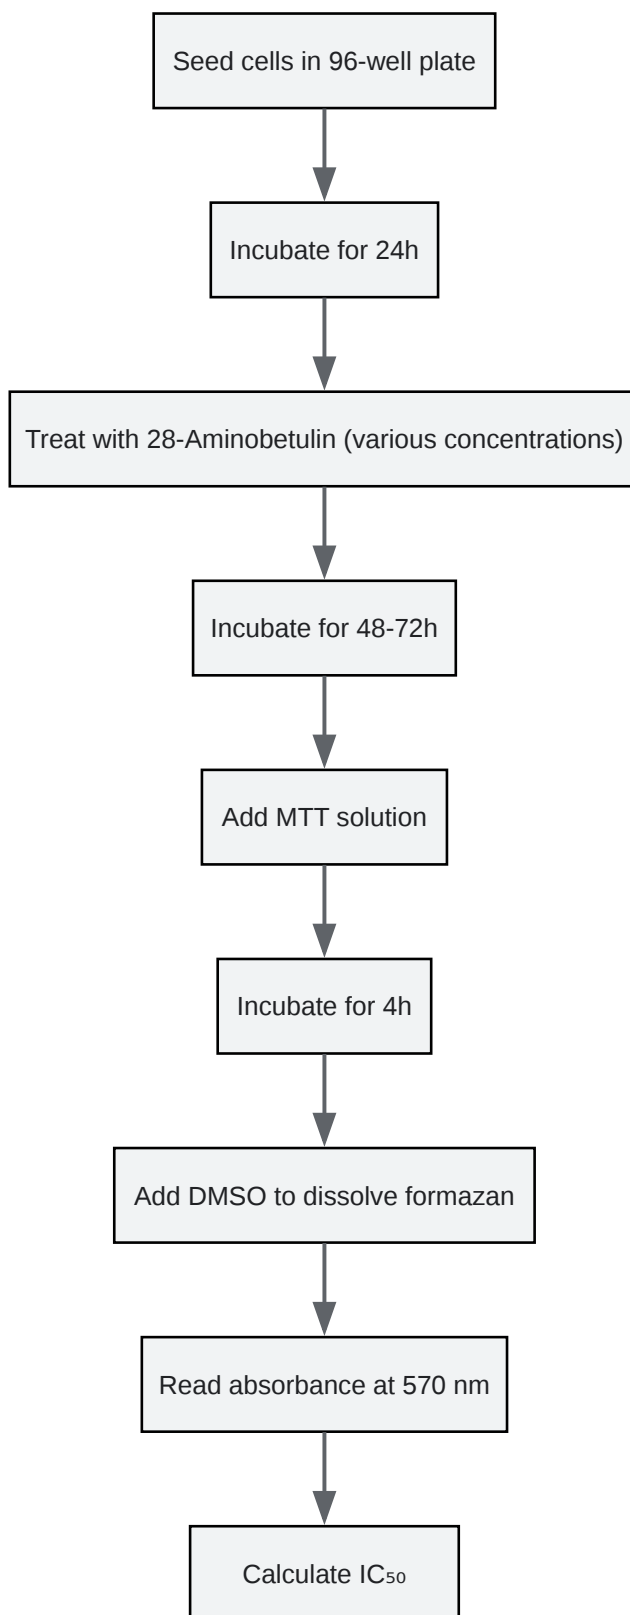 Seed cells in 96-well plate
Incubate for 24h
Treat with 28-Aminobetulin (various concentrations)
Incubate for 48-72h
Add MTT solution
Incubate for 4h
Add DMSO to dissolve formazan
Read absorbance at 570 nm
Calculate IC₅₀